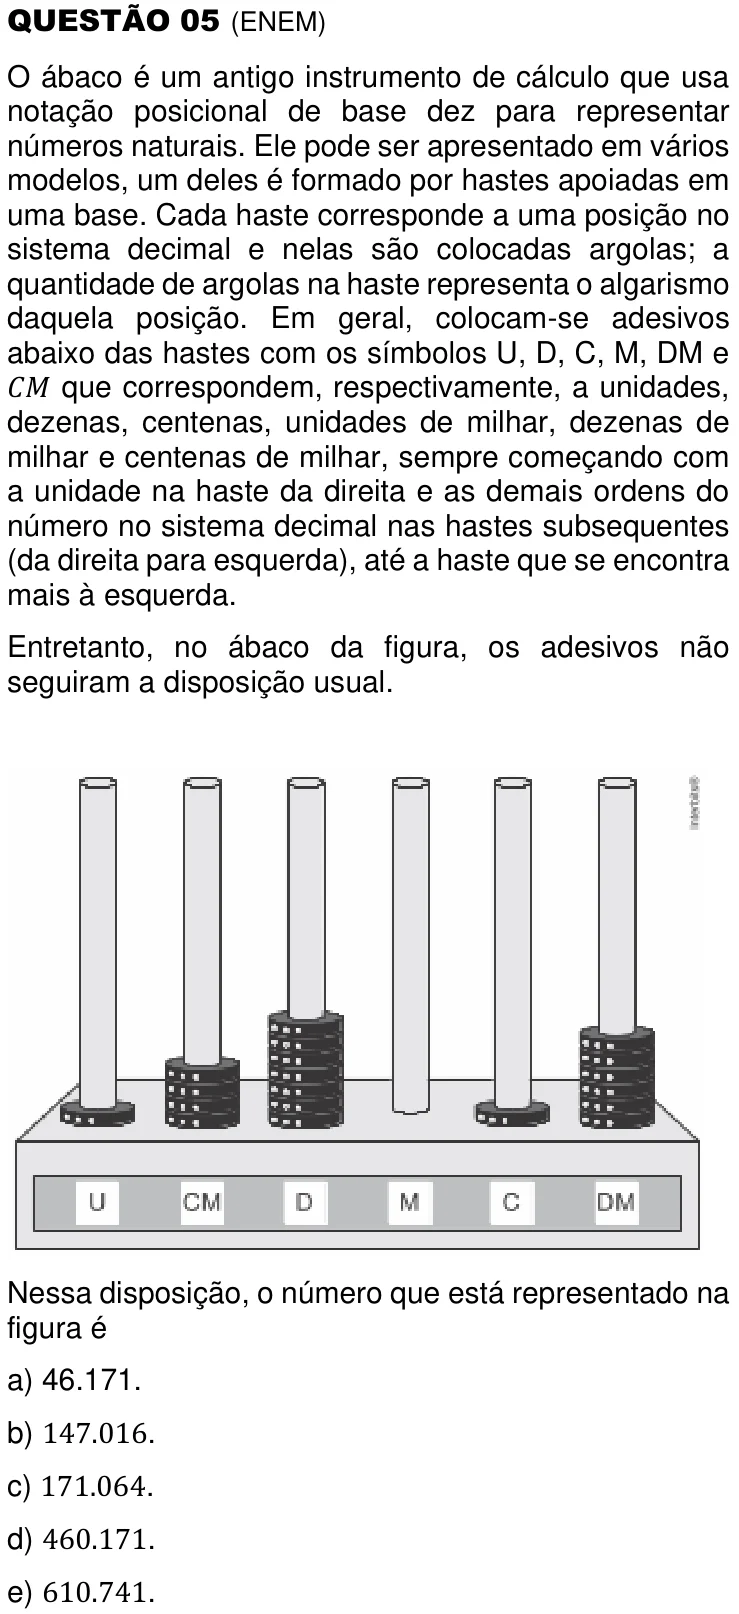 QUESTÃO 05 (ENEM)
O ábaco é um antigo instrumento de cálculo que usa
notação posicional de base dez para representar
números naturais. Ele pode ser apresentado em vários
modelos, um deles é formado por hastes apoiadas em
uma base. Cada haste corresponde a uma posição no
sistema decimal e nelas são colocadas argolas; a
quantidade de argolas na haste representa o algarismo
daquela posição. Em geral, colocam-se adesivos
abaixo das hastes com os símbolos U, D, C, M, DM e
CM que correspondem, respectivamente, a unidades,
dezenas, centenas, unidades de milhar, dezenas de
milhar e centenas de milhar, sempre começando com
a unidade na haste da direita e as demais ordens do
número no sistema decimal nas hastes subsequentes
(da direita para esquerda), até a haste que se encontra
mais à esquerda.
Entretanto, no ábaco da figura, os adesivos não
seguiram a disposição usual.
interbits®
U CM D M C DM
Nessa disposição, o número que está representado na
figura é
a) 46.171.
b) 147.016.
c) 171.064.
d) 460.171.
e) 610.741.